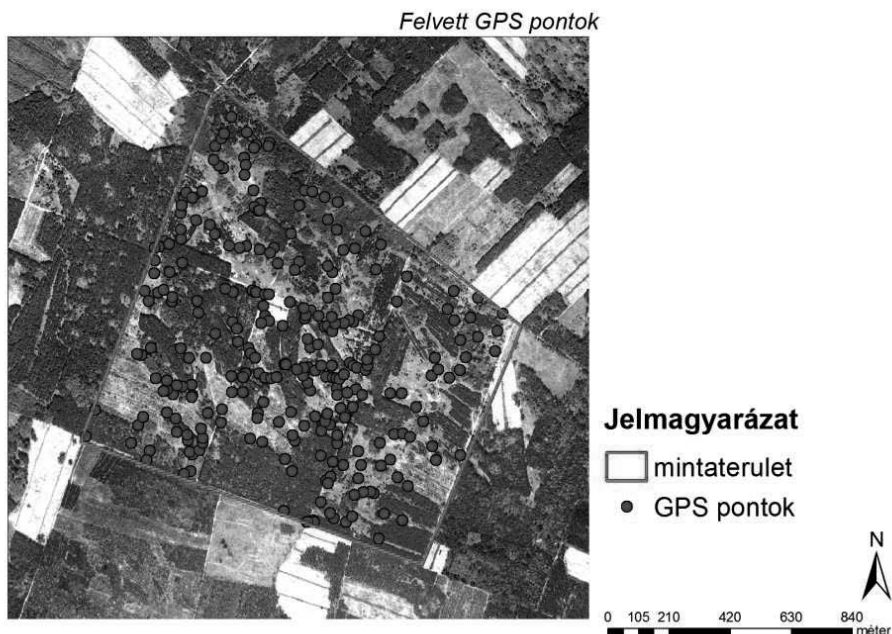 Felvett GPS pontok
Jelmagyarázat
mintaterulet
GPS pontok
N
0 105 210 420 630 840
méter